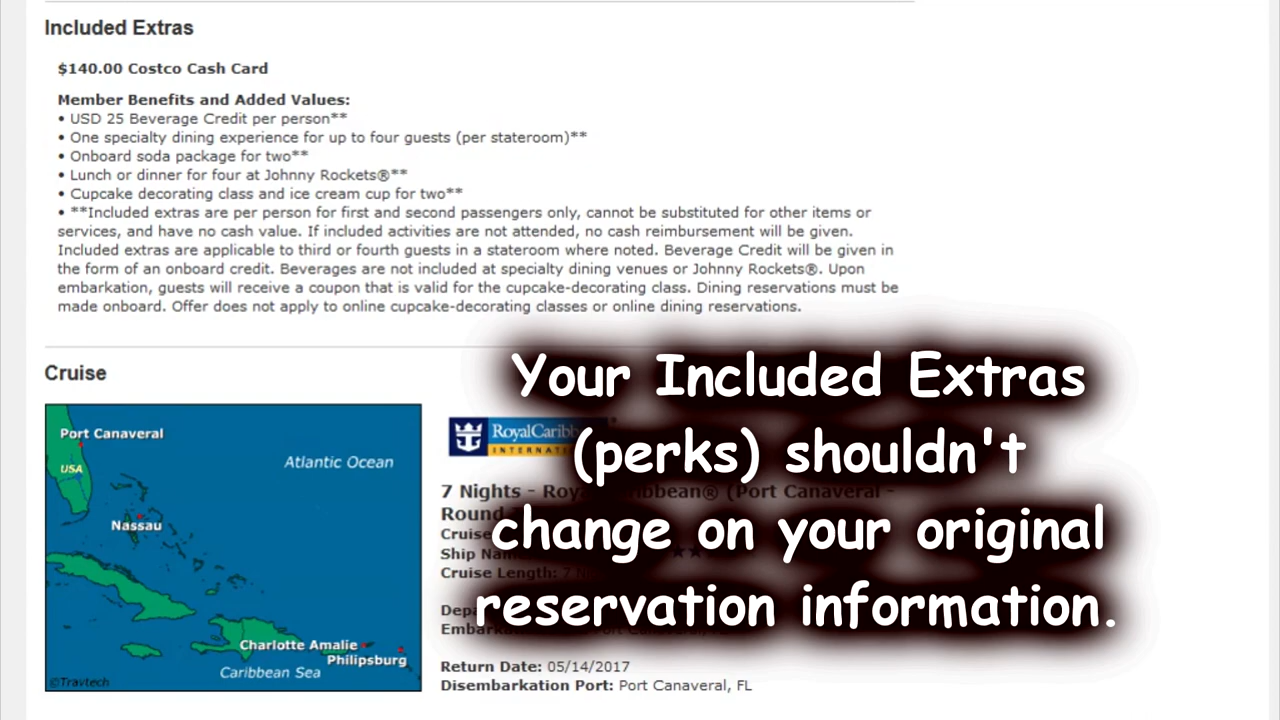 Included Extras
$140.00 Costco Cash Card
Member Benefits and Added Values:
• USD 25 Beverage Credit per person**
• One specialty dining experience for up to four guests (per stateroom)**
• Onboard soda package for two**
• Lunch or dinner for four at Johnny Rockets®**
• Cupcake decorating class and ice cream cup for two**
• **Included extras are per person for first and second passengers only, cannot be substituted for other items or
services, and have no cash value. If included activities are not attended, no cash reimbursement will be given.
Included extras are applicable to third or fourth guests in a stateroom where noted. Beverage Credit will be given in
the form of an onboard credit. Beverages are not included at specialty dining venues or Johnny Rockets®. Upon
embarkation, guests will receive a coupon that is valid for the cupcake-decorating class. Dining reservations must be
made onboard. Offer does not apply to online cupcake-decorating classes or online dining reservations.
Your Included Extras
(perks) shouldn't
change on your original
reservation information.
Cruise
Port Canaveral
USA
Atlantic Ocean
Nassau
Charlotte Amalie
Philipsburg
Caribbean Sea
©Travtech
7 Nights - (Port Canaveral -
Round
Cruise
Ship
Cruise Length: 7
Port Canaveral,
Return Date: 05/14/2017
Disembarkation Port: Port Canaveral, FL